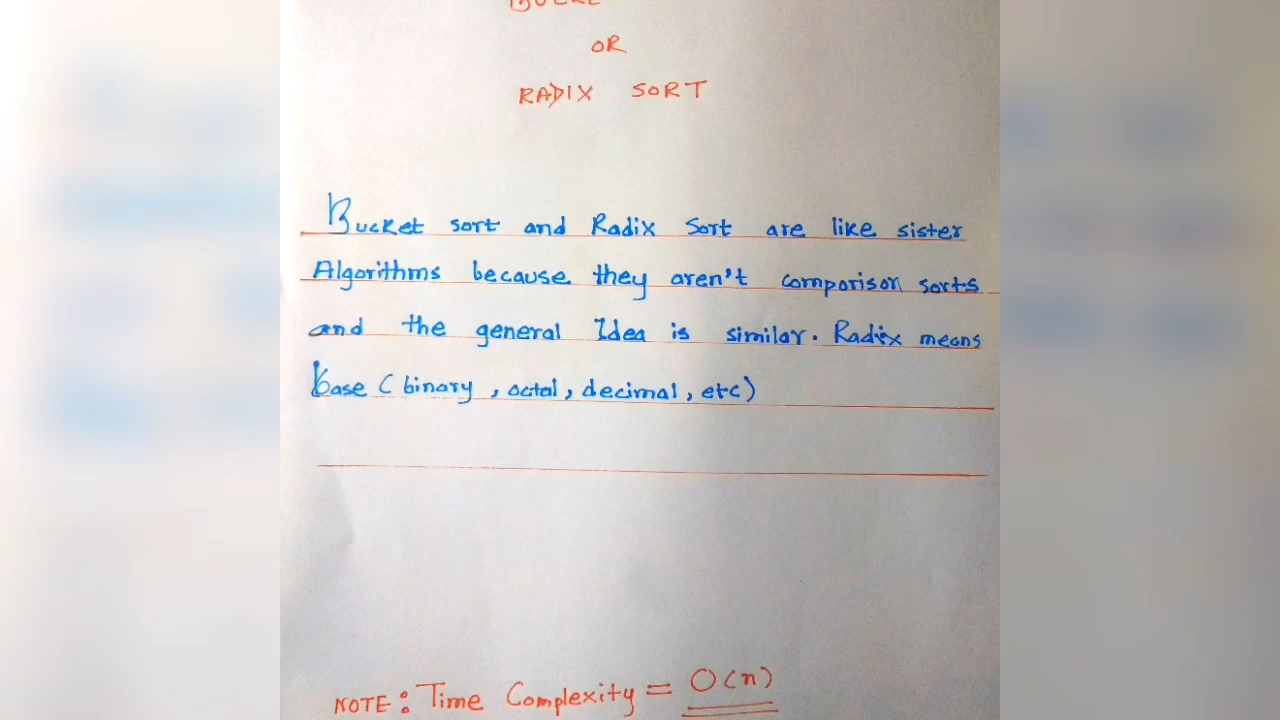 OR
RADIX SORT
Bucket sort and Radix Sort are like sister
Algorithms because they aren't comparison sorts
and the general Idea is similar. Radix means
base (binary, octal, decimal, etc)
NOTE: Time Complexity = O(n)